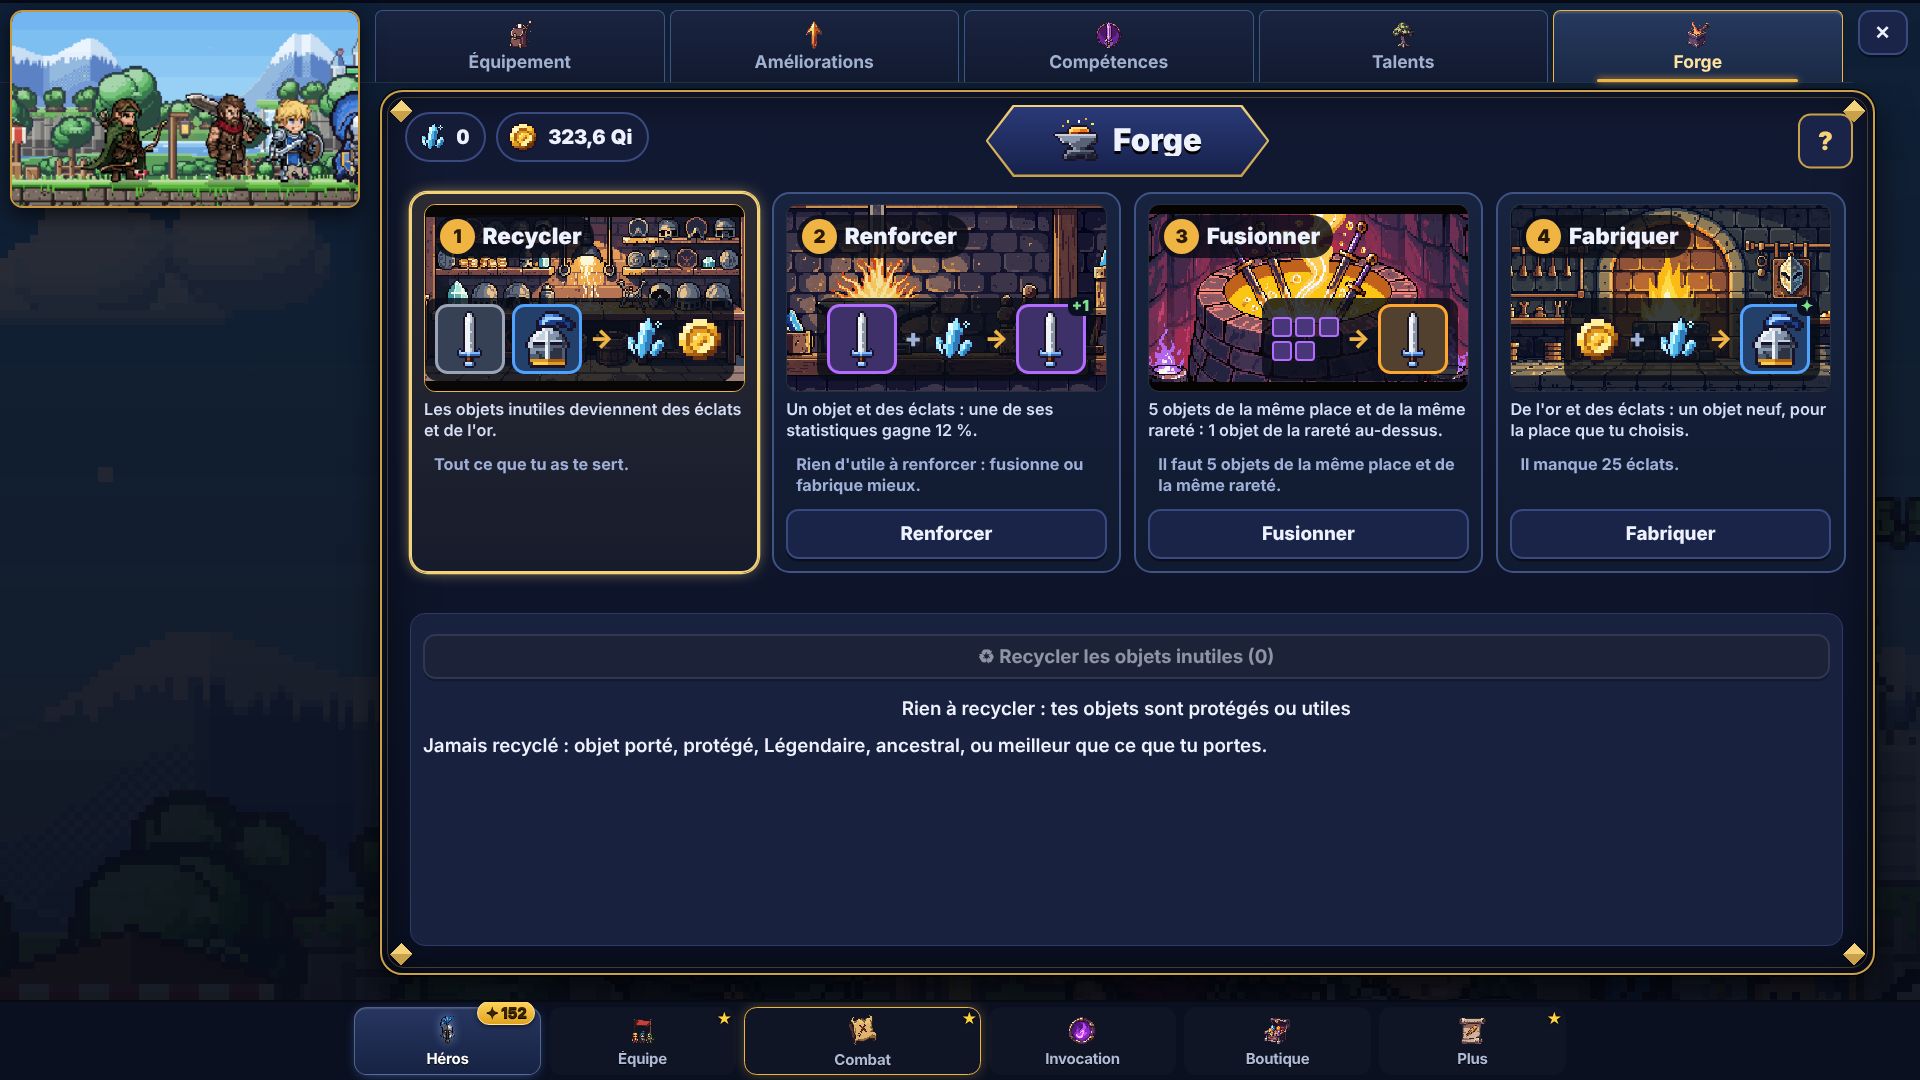 Équipement
Améliorations
Compétences
Talents
Forge
×
0
323,6 Qi
Forge
?
1 Recycler
Les objets inutiles deviennent des éclats
et de l'or.
Tout ce que tu as te sert.
2 Renforcer
+
+1
Un objet et des éclats : une de ses
statistiques gagne 12 %.
Rien d'utile à renforcer : fusionne ou
fabrique mieux.
Renforcer
3 Fusionner
5 objets de la même place et de la même
rareté : 1 objet de la rareté au-dessus.
Il faut 5 objets de la même place et de
la même rareté.
Fusionner
4 Fabriquer
+
De l'or et des éclats : un objet neuf, pour
la place que tu choisis.
Il manque 25 éclats.
Fabriquer
♻ Recycler les objets inutiles (0)
Rien à recycler : tes objets sont protégés ou utiles
Jamais recyclé : objet porté, protégé, Légendaire, ancestral, ou meilleur que ce que tu portes.
✦152
Héros
★
Équipe
★
Combat
Invocation
Boutique
★
Plus